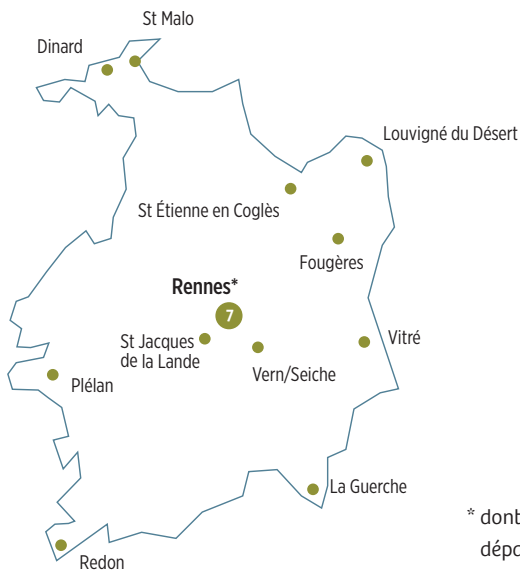 St Malo
Dinard
Louvigné du Désert
St Étienne en Coglès
Fougères
Rennes*
7
St Jacques
de la Lande
Vitré
Vern/Seiche
Plélan
La Guerche
* dont
Redon